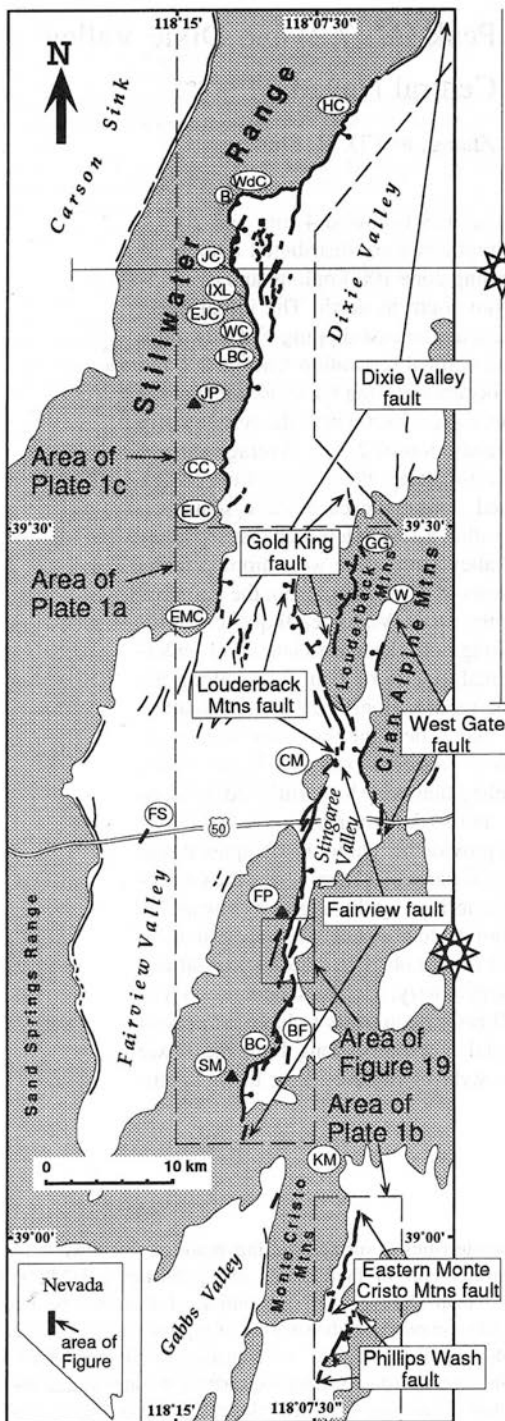 118°15'
118°07'30"
N
Carson Sink
Stillwater Range
HC
WdC
B
JC
IXL
EJC
WC
LBC
JP
CC
ELC
EMC
Dixie Valley
Dixie Valley
fault
Area of
Plate 1c
39°30'
39°30'
Area of
Plate 1a
Gold King
fault
GG
W
Louderback
Mtns
Clan Alpine Mtns
Louderback
Mtns fault
West Gate
fault
CM
FS
50
Stingaree
Valley
FP
Fairview fault
Fairview Valley
Sand Springs Range
BC
BF
SM
Area of
Figure 19
Area of
Plate 1b
0
10 km
KM
39°00'
39°00'
Monte Cristo
Mtns
Gabbs Valley
Eastern Monte
Cristo Mtns fault
Phillips Wash
fault
Nevada
area of
Figure
118°15'
118°07'30"